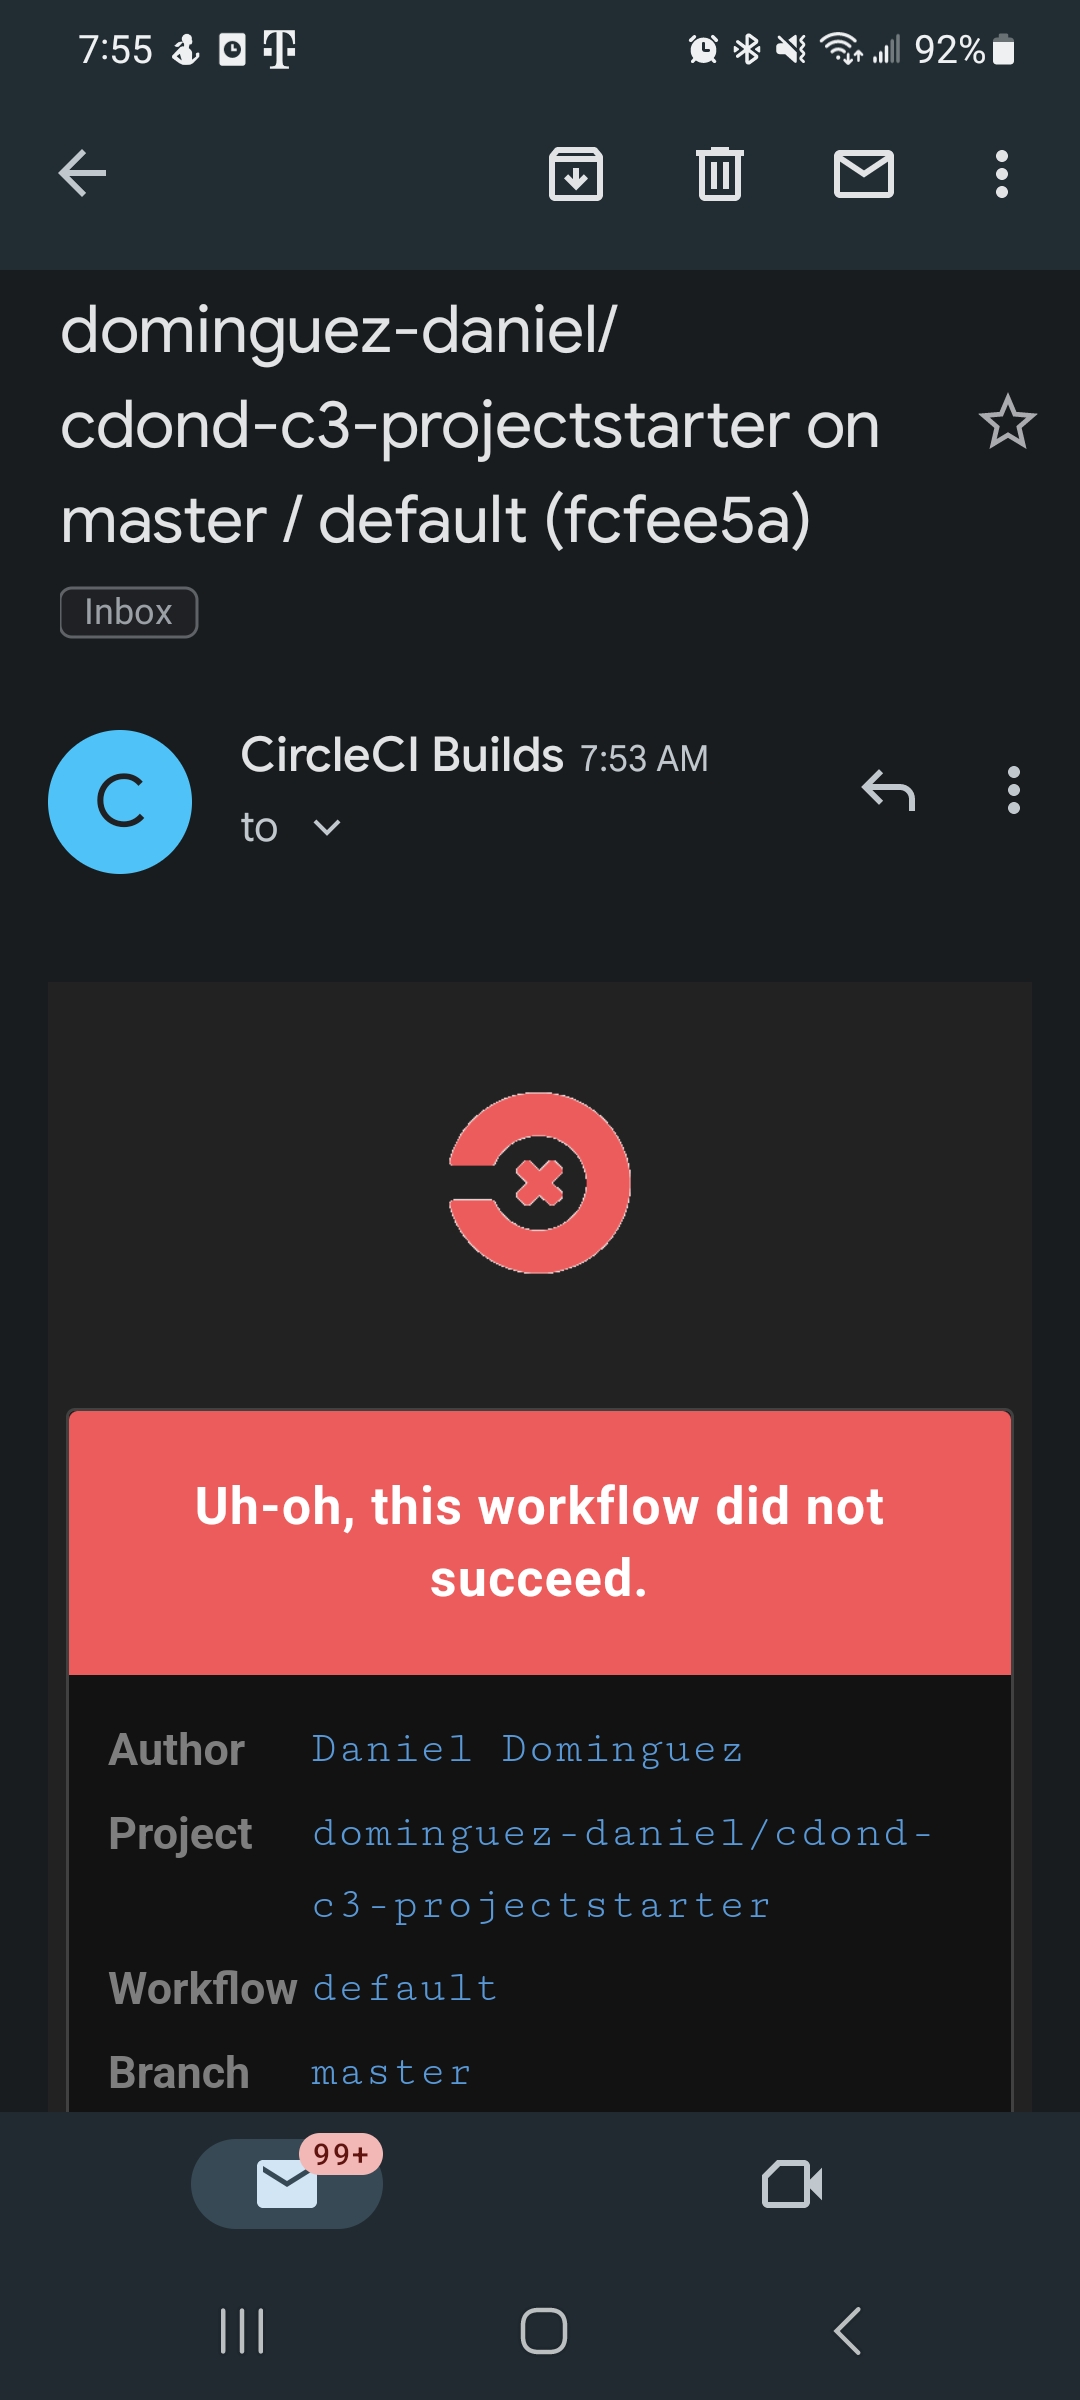 7:55
92%
dominguez-daniel/
cdond-c3-projectstarter on
master / default (fcfee5a)
Inbox
C
CircleCI Builds 7:53 AM
to
Uh-oh, this workflow did not
succeed.
Author Daniel Dominguez
Project dominguez-daniel/cdond-
c3-projectstarter
Workflow default
Branch master
99+